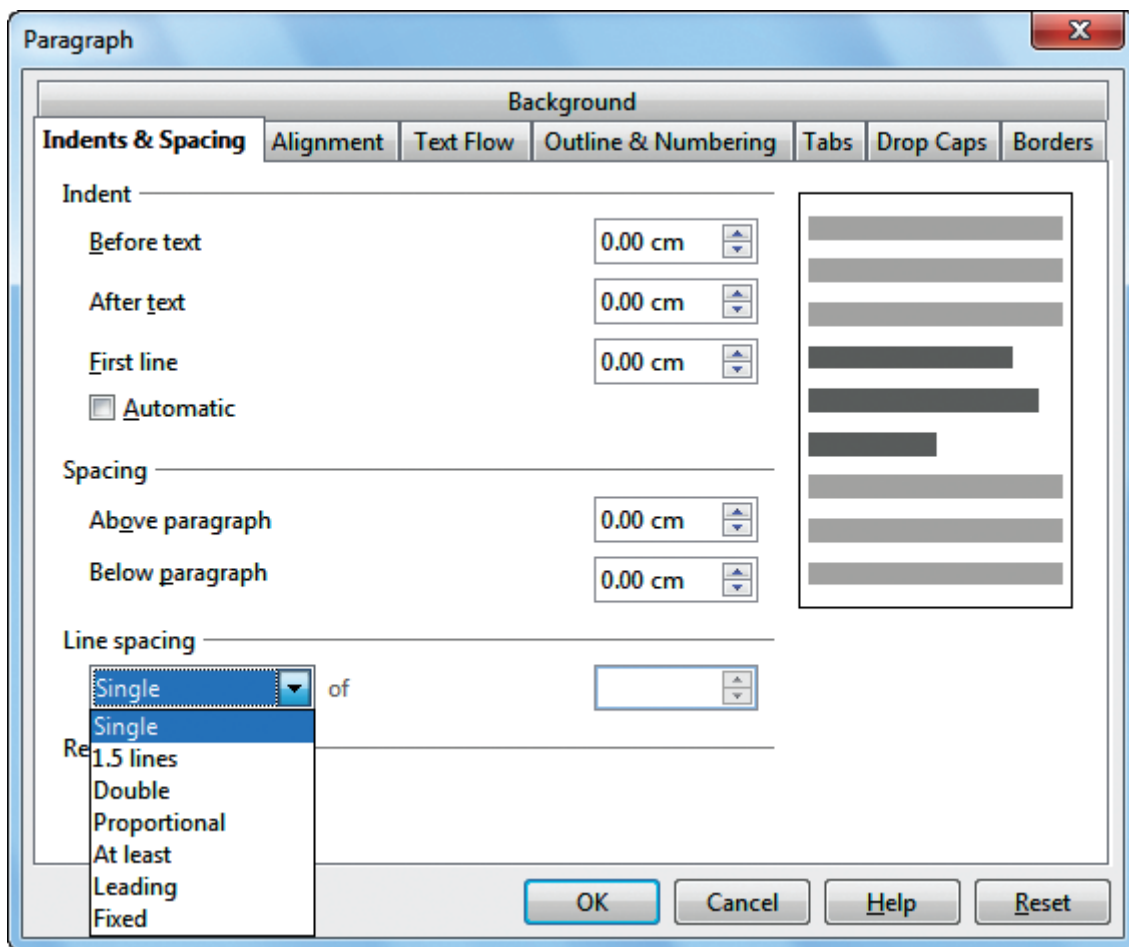 Paragraph
X
Background
Indents & Spacing Alignment Text Flow Outline & Numbering Tabs Drop Caps Borders
Indent
Before text 0.00 cm
After text 0.00 cm
First line 0.00 cm
Automatic
Spacing
Above paragraph 0.00 cm
Below paragraph 0.00 cm
Line spacing
Single of
Single
Re
1.5 lines
Double
Proportional
At least
Leading
Fixed
OK Cancel Help Reset